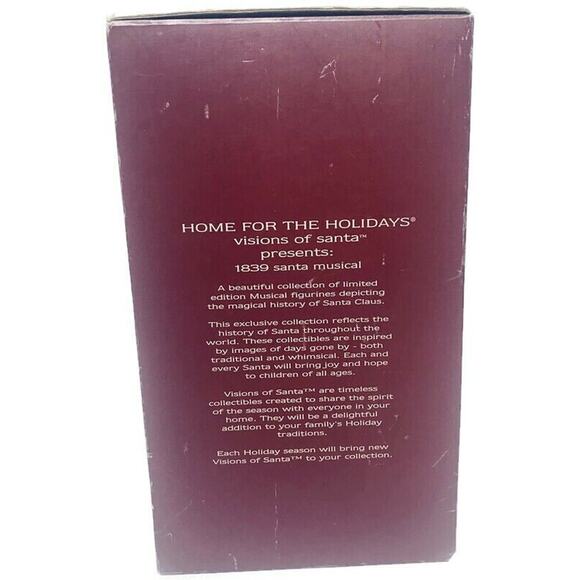 HOME FOR THE HOLIDAYS®
visions of santa™
presents:
1839 santa musical
A beautiful collection of limited
edition Musical figurines depicting
the magical history of Santa Claus.
This exclusive collection reflects the
history of Santa throughout the
world. These collectibles are inspired
by images of days gone by - both
traditional and whimsical. Each and
every Santa will bring joy and hope
to children of all ages.
Visions of Santa™ are timeless
collectibles created to share the spirit
of the season with everyone in your
home. They will be a delightful
addition to your family's Holiday
traditions.
Each Holiday season will bring new
Visions of Santa™ to your collection.